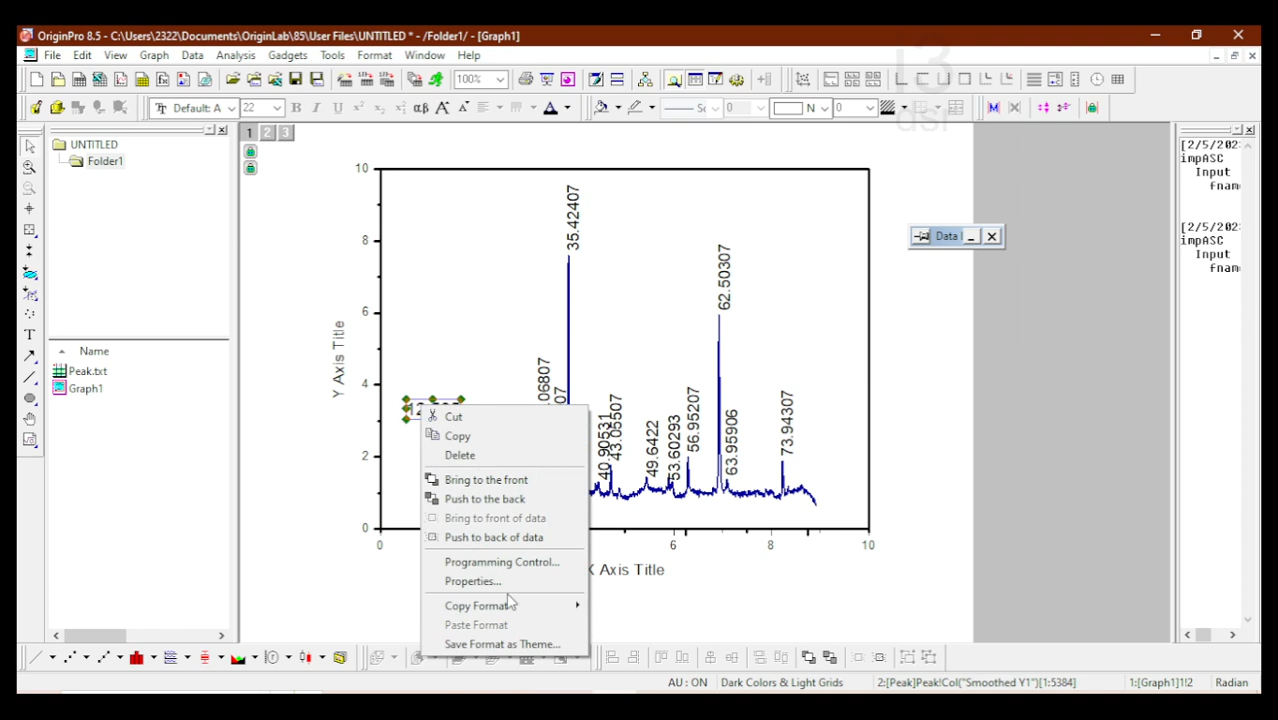 OriginPro 8.5 - C:\Users\2322\Documents\OriginLab\85\User Files\UNTITLED * - /Folder1/ - [Graph1]
File Edit View Graph Data Analysis Gadgets Tools Format Window Help
100%
Default: A 22 B I U αβ A A A N 0
UNTITLED
Folder1
Name
Peak.txt
Graph1
1 2 3
10
8
6
4
2
0
Y Axis Title
35.42407
62.50307
06807
40.90531
43.05507
49.6422
53.60293
56.95207
63.95906
73.94307
0 6 8 10
X Axis Title
Data
Cut
Copy
Delete
Bring to the front
Push to the back
Bring to front of data
Push to back of data
Programming Control...
Properties...
Copy Format
Paste Format
Save Format as Theme...
impASC
Input
impASC
Input
AU : ON Dark Colors & Light Grids 2:[Peak]Peak!Col("Smoothed Y1")[1:5384] 1:[Graph1]1!2 Radian